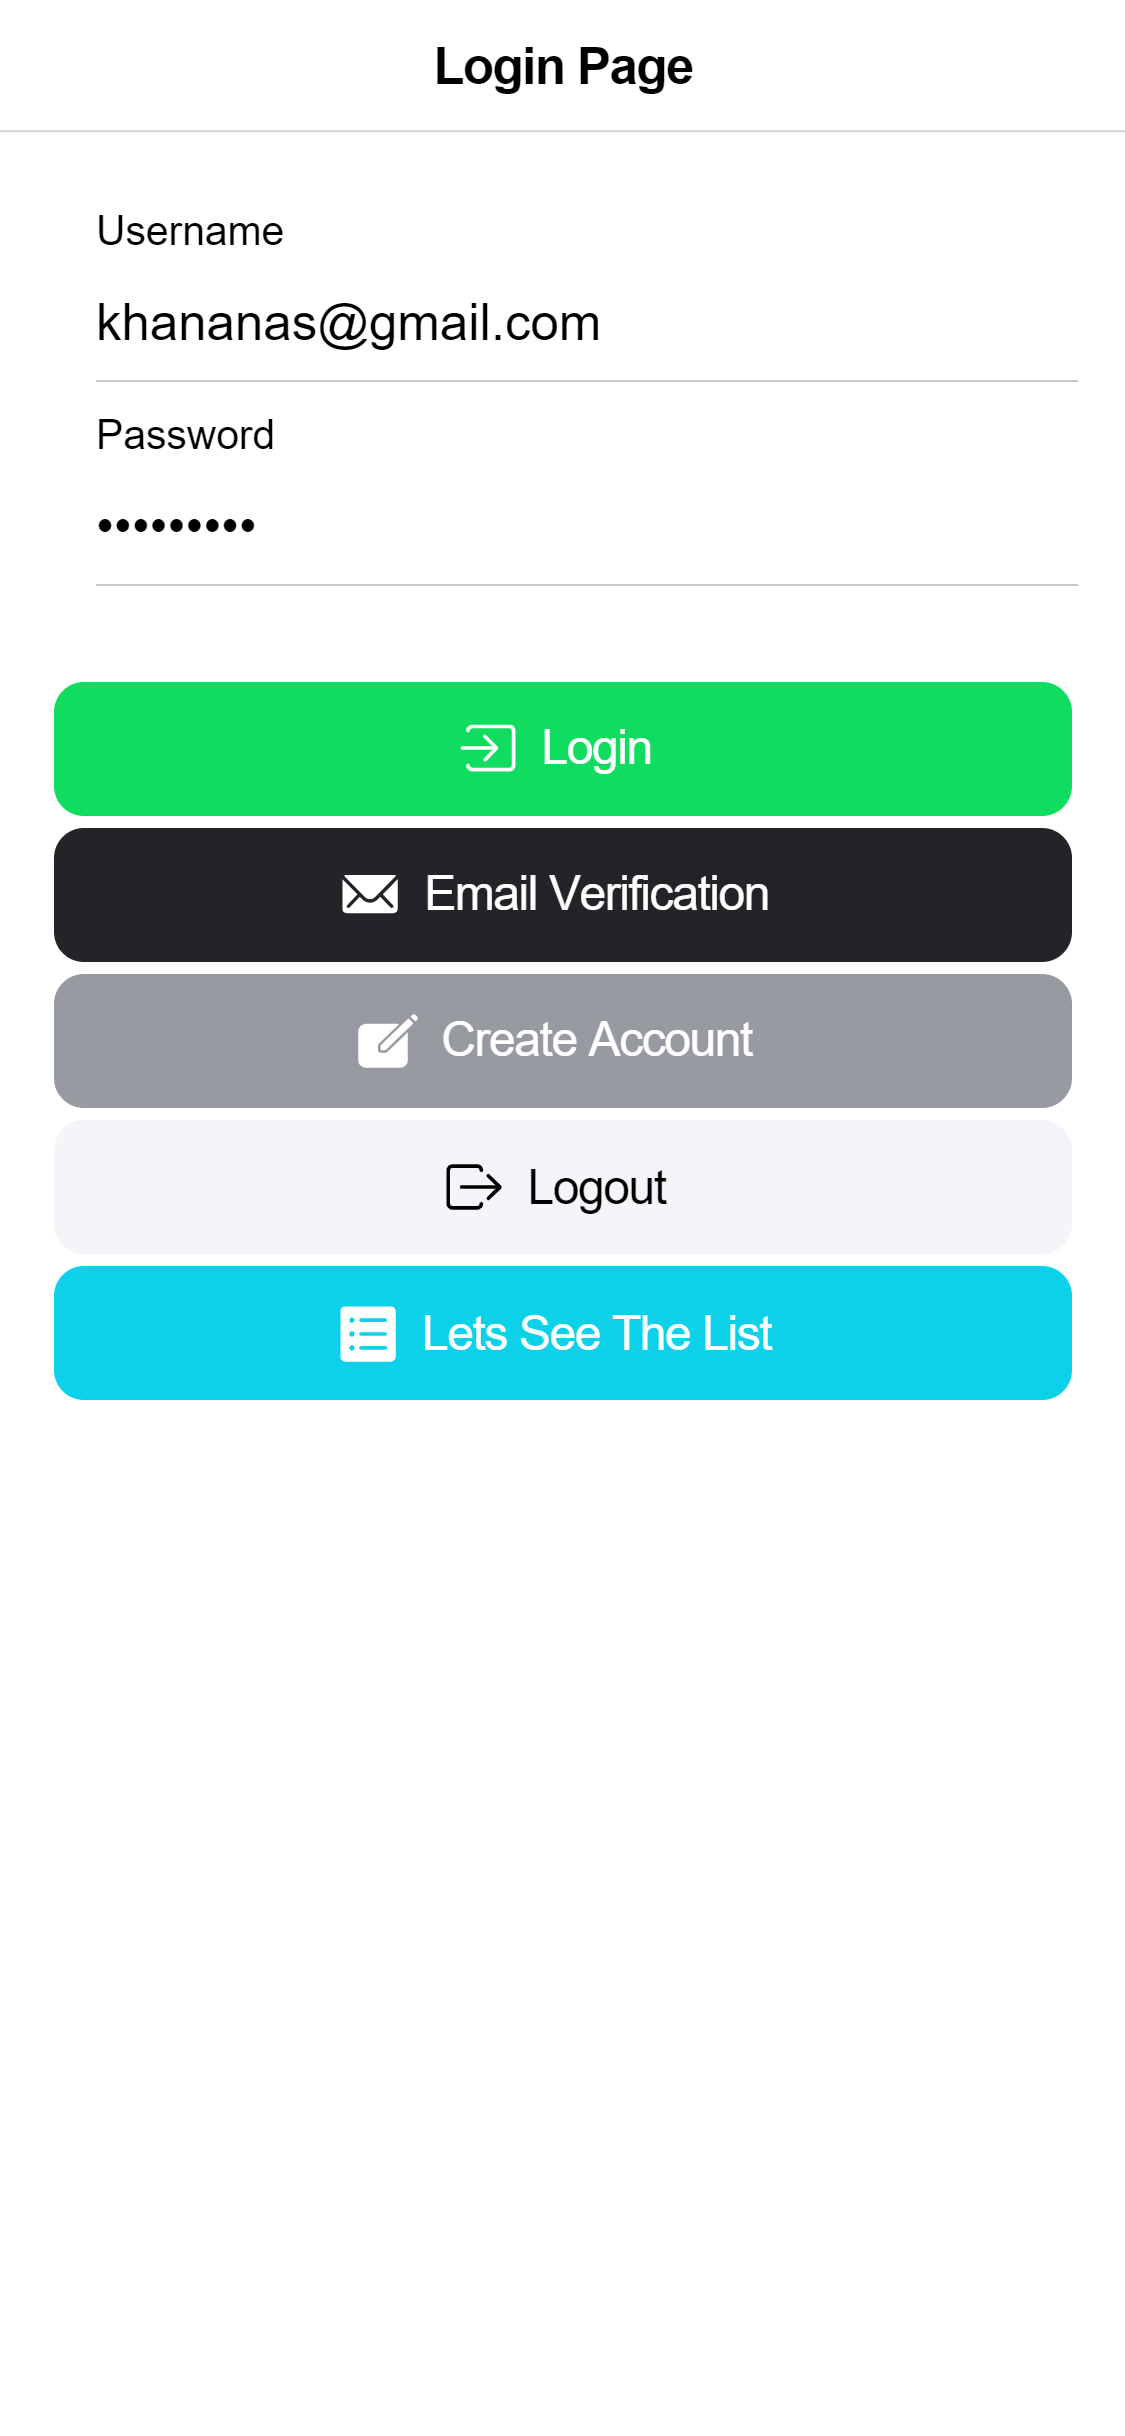 Login Page
Username
khananas@gmail.com
Password
•••••••••
Login
Email Verification
Create Account
Logout
Lets See The List